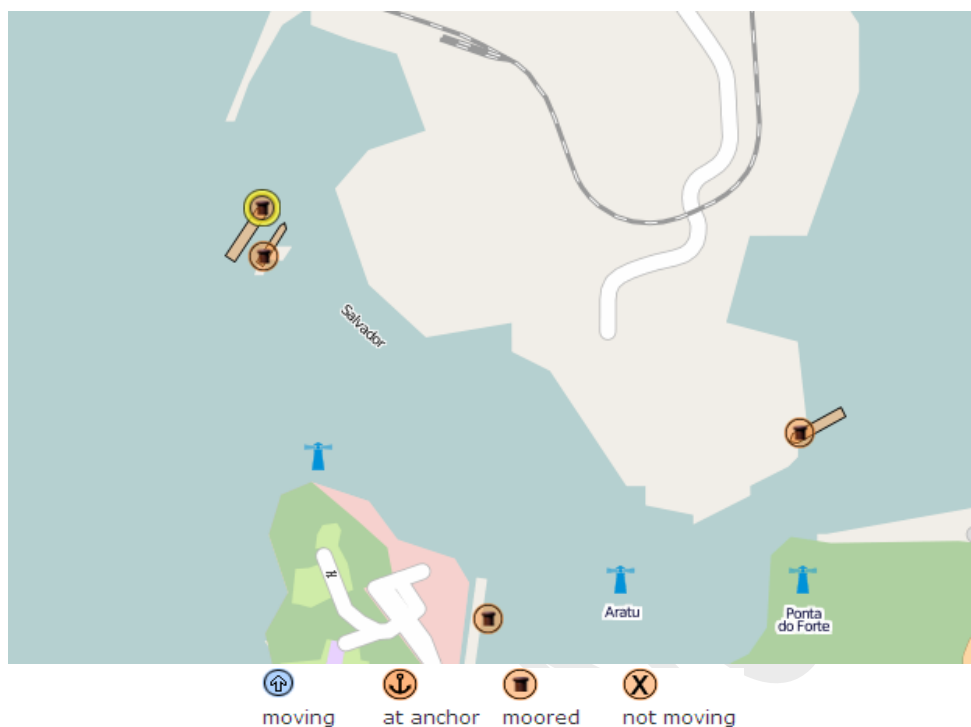 Salvador
Aratu
Ponta
do Forte
moving
at anchor
moored
not moving